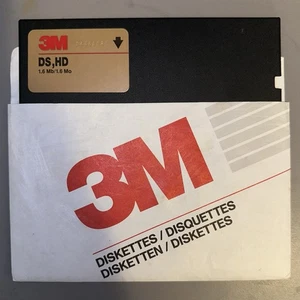 3M
DS,HD
1.6 Mb/1.6 Mo
3M
DISKETTES / DISQUETTES
DISKETTEN / DISKETTES